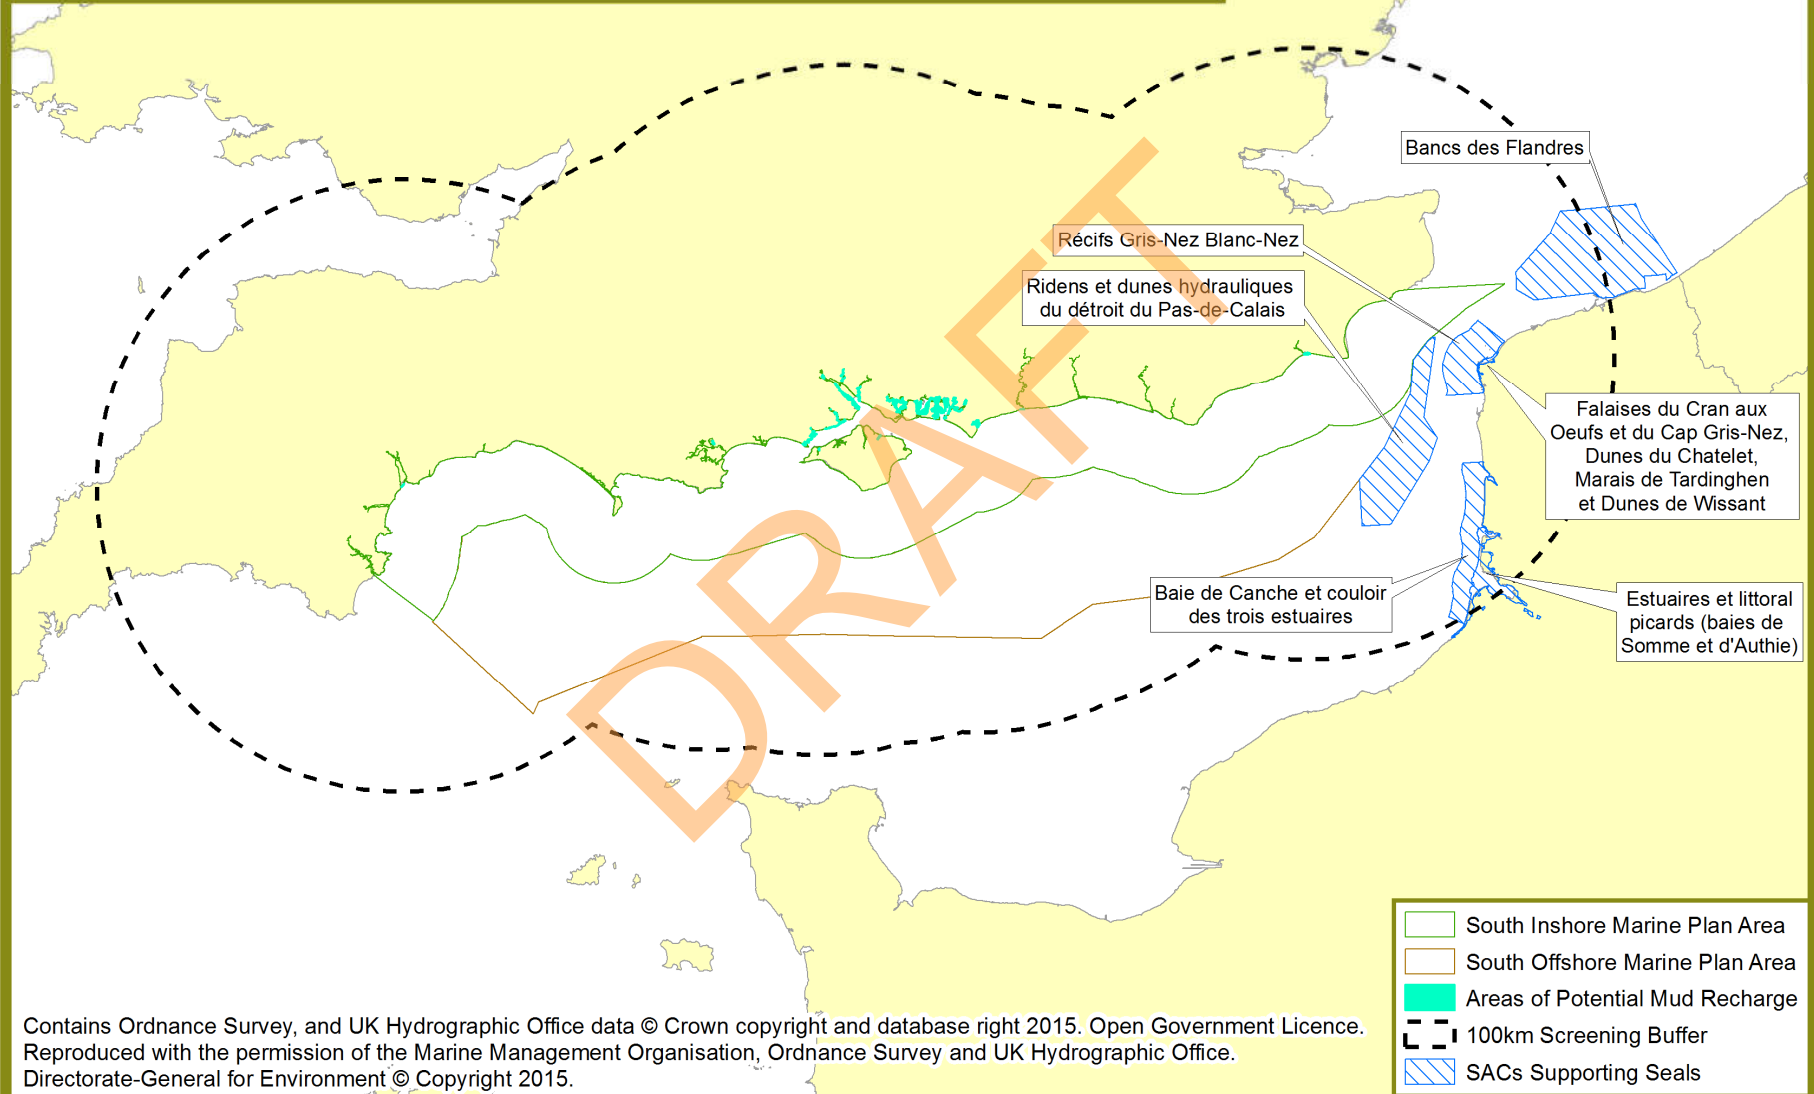 Bancs des Flandres
Récifs Gris-Nez Blanc-Nez
Ridens et dunes hydrauliques
du détroit du Pas-de-Calais
Falaises du Cran aux
Oeufs et du Cap Gris-Nez,
Dunes du Chatelet,
Marais de Tardinghen
et Dunes de Wissant
Baie de Canche et couloir
des trois estuaires
Estuaires et littoral
picards (baies de
Somme et d'Authie)
DRAFT
South Inshore Marine Plan Area
South Offshore Marine Plan Area
Areas of Potential Mud Recharge
100km Screening Buffer
SACs Supporting Seals
Contains Ordnance Survey, and UK Hydrographic Office data © Crown copyright and database right 2015. Open Government Licence.
Reproduced with the permission of the Marine Management Organisation, Ordnance Survey and UK Hydrographic Office.
Directorate-General for Environment © Copyright 2015.